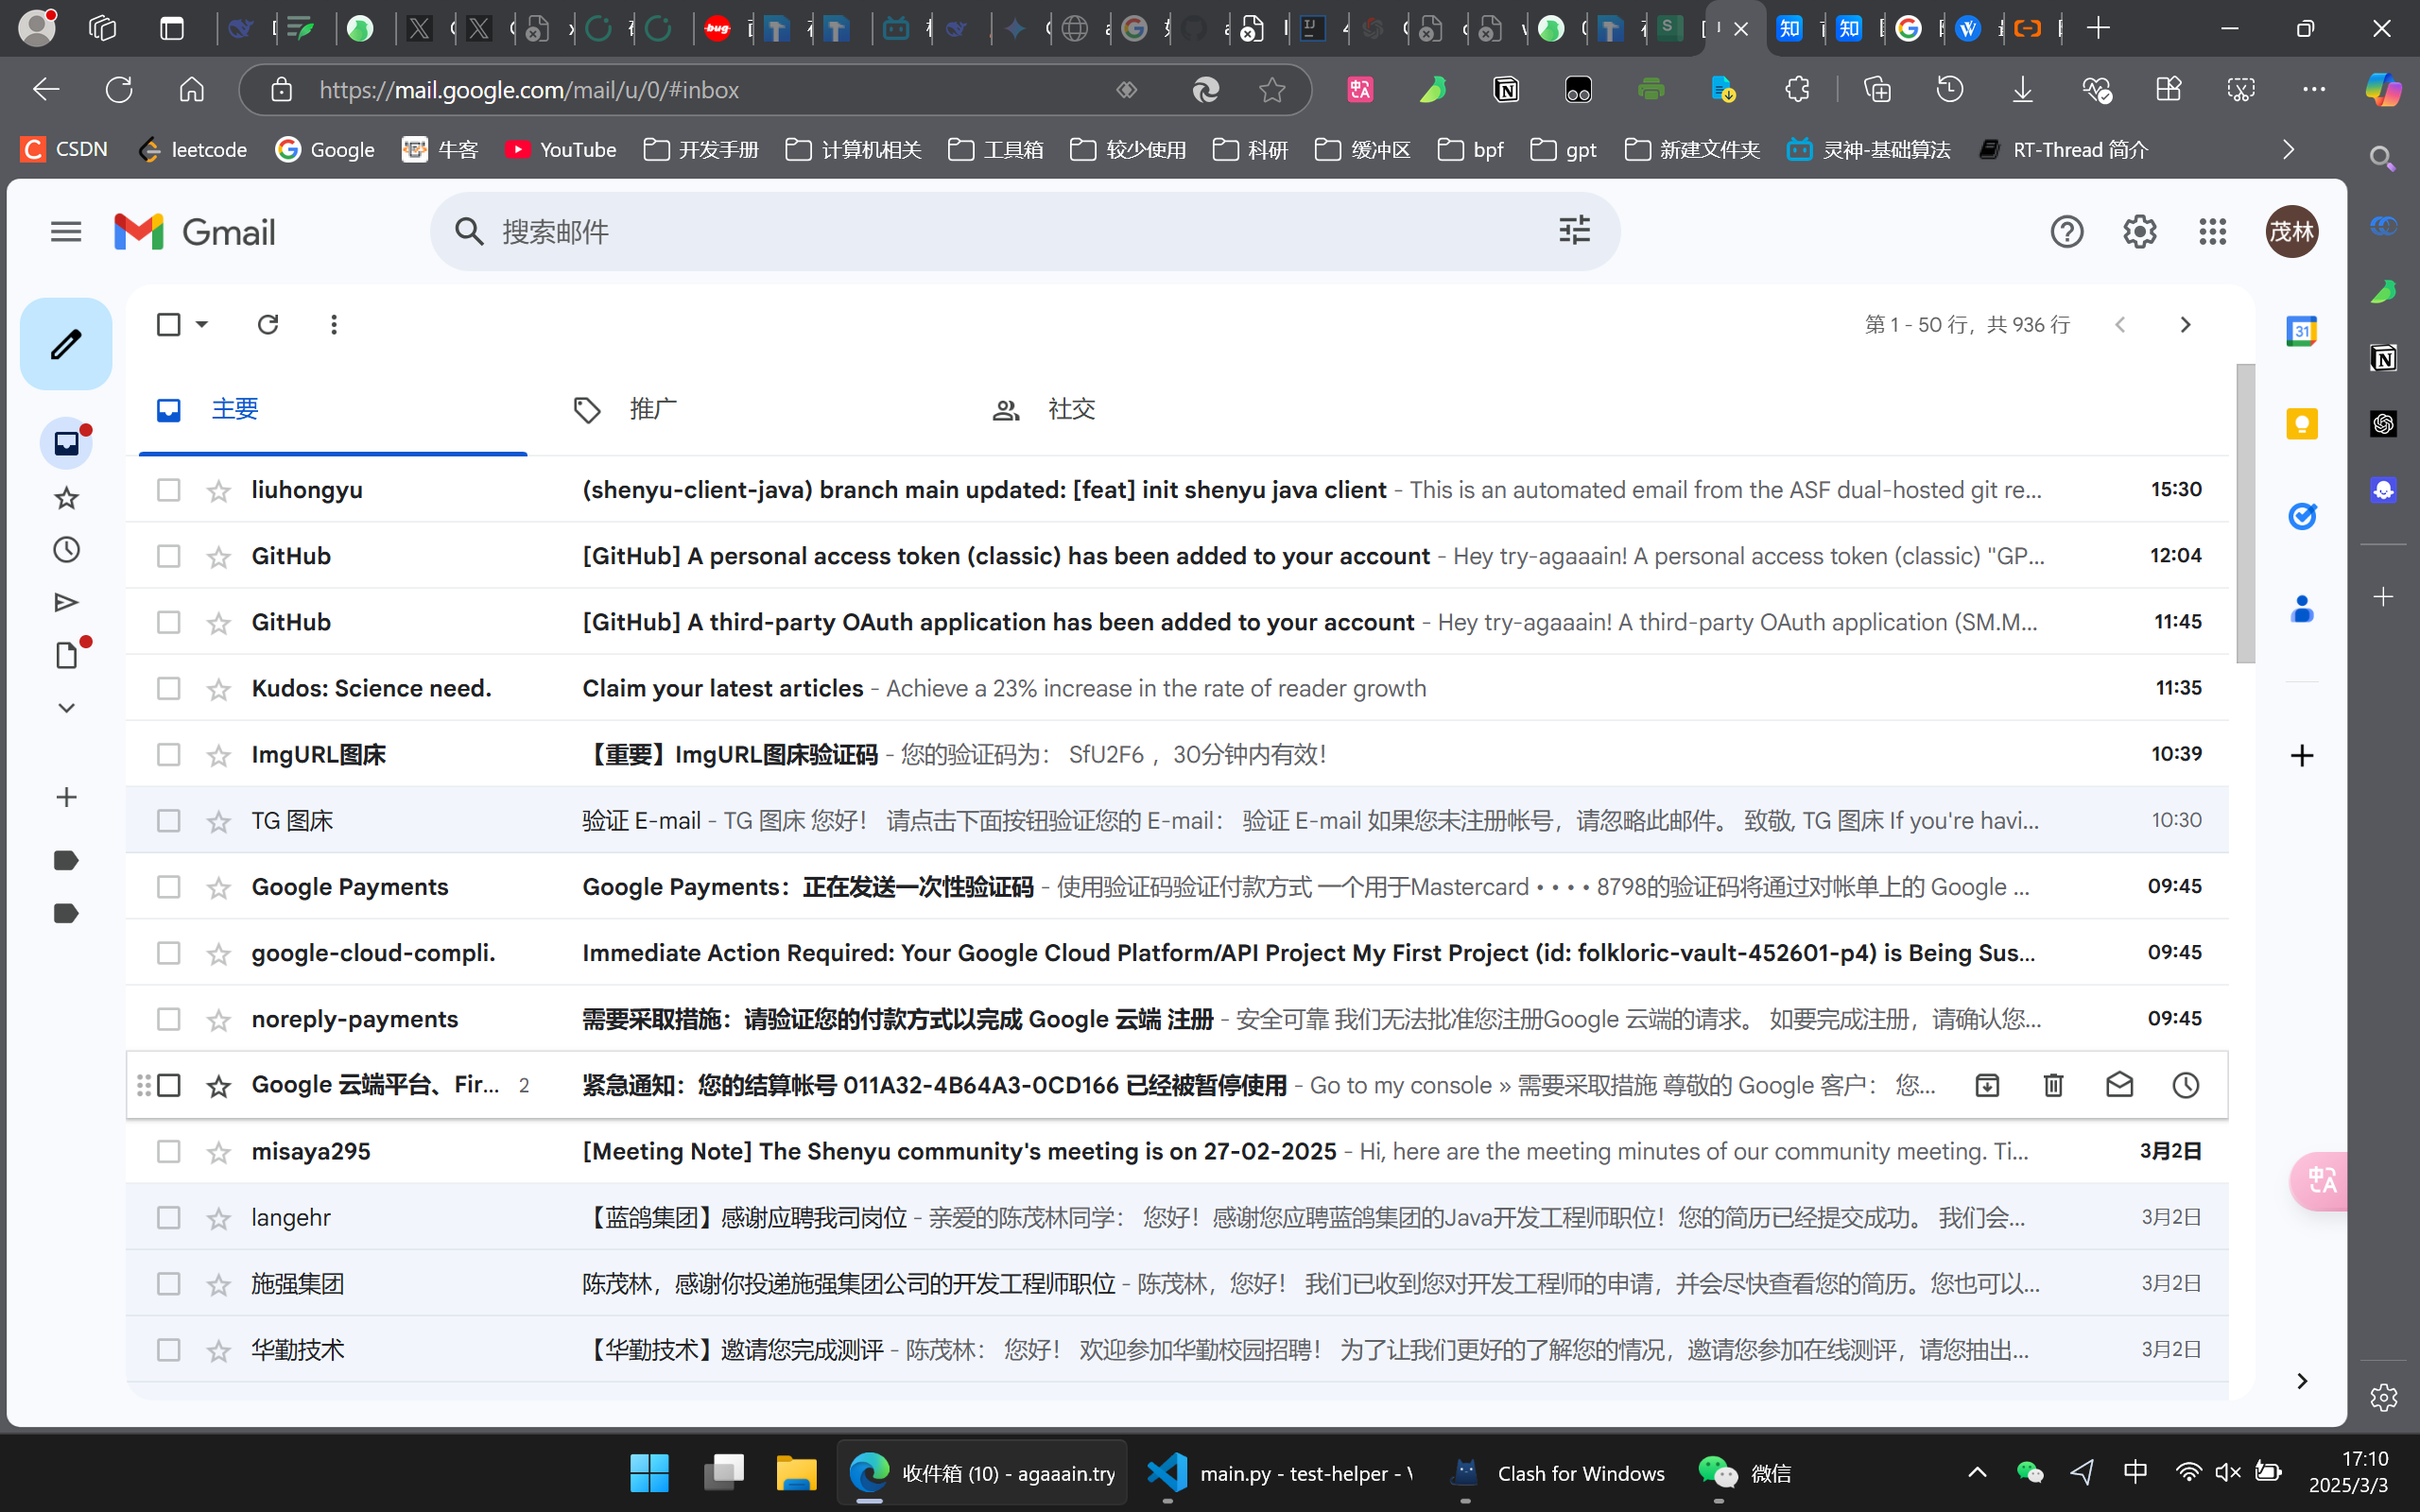 https://mail.google.com/mail/u/0/#inbox
CSDN leetcode Google 牛客 YouTube 开发手册 计算机相关 工具箱 较少使用 科研 缓冲区 bpf gpt 新建文件夹 灵神-基础算法 RT-Thread 简介
Gmail 搜索邮件 茂林
第 1 - 50 行，共 936 行
主要 推广 社交
liuhongyu (shenyu-client-java) branch main updated: [feat] init shenyu java client - This is an automated email from the ASF dual-hosted git re... 15:30
GitHub [GitHub] A personal access token (classic) has been added to your account - Hey try-agaaain! A personal access token (classic) "GP... 12:04
GitHub [GitHub] A third-party OAuth application has been added to your account - Hey try-agaaain! A third-party OAuth application (SM.M... 11:45
Kudos: Science need. Claim your latest articles - Achieve a 23% increase in the rate of reader growth 11:35
ImgURL图床 【重要】ImgURL图床验证码 - 您的验证码为： SfU2F6 ，30分钟内有效！ 10:39
TG 图床 验证 E-mail - TG 图床 您好！ 请点击下面按钮验证您的 E-mail： 验证 E-mail 如果您未注册帐号，请忽略此邮件。 致敬, TG 图床 If you're havi... 10:30
Google Payments Google Payments：正在发送一次性验证码 - 使用验证码验证付款方式 一个用于Mastercard • • • • 8798的验证码将通过对帐单上的 Google ... 09:45
google-cloud-compli. Immediate Action Required: Your Google Cloud Platform/API Project My First Project (id: folkloric-vault-452601-p4) is Being Sus... 09:45
noreply-payments 需要采取措施：请验证您的付款方式以完成 Google 云端 注册 - 安全可靠 我们无法批准您注册Google 云端的请求。 如要完成注册，请确认您... 09:45
Google 云端平台、Fir... 2 紧急通知：您的结算帐号 011A32-4B64A3-0CD166 已经被暂停使用 - Go to my console » 需要采取措施 尊敬的 Google 客户： 您...
misaya295 [Meeting Note] The Shenyu community's meeting is on 27-02-2025 - Hi, here are the meeting minutes of our community meeting. Ti... 3月2日
langehr 【蓝鸽集团】感谢应聘我司岗位 - 亲爱的陈茂林同学： 您好！感谢您应聘蓝鸽集团的Java开发工程师职位！您的简历已经提交成功。 我们会... 3月2日
施强集团 陈茂林，感谢你投递施强集团公司的开发工程师职位 - 陈茂林，您好！ 我们已收到您对开发工程师的申请，并会尽快查看您的简历。您也可以... 3月2日
华勤技术 【华勤技术】邀请您完成测评 - 陈茂林： 您好！ 欢迎参加华勤校园招聘！ 为了让我们更好的了解您的情况，邀请您参加在线测评，请您抽出... 3月2日
收件箱 (10) - agaaain.try main.py - test-helper - Clash for Windows 微信 中 17:10
2025/3/3